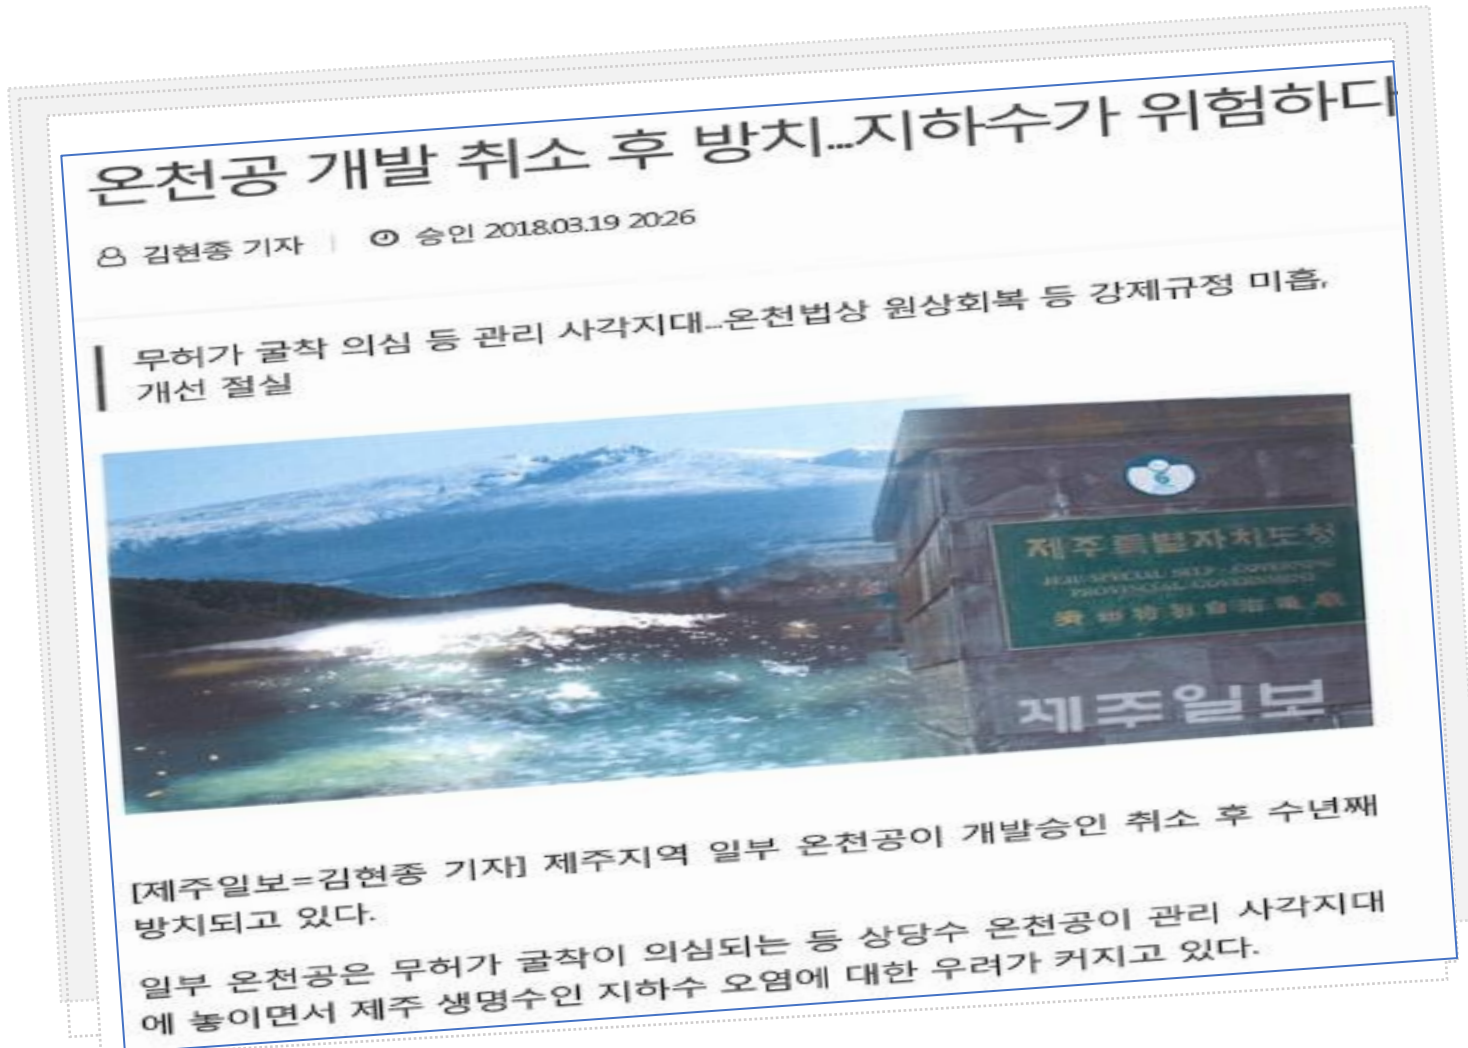 온천공 개발 취소 후 방치...지하수가 위험하다
김현종 기자
승인 2018.03.19 20:26
무허가 굴착 의심 등 관리 사각지대...온천법상 원상회복 등 강제규정 미흡,
개선 절실
제주특별자치도청
JEJU SPECIAL SELF-GOVERNING
PROVINCIAL GOVERNMENT
제주일보
[제주일보=김현종 기자] 제주지역 일부 온천공이 개발승인 취소 후 수년째
방치되고 있다.
일부 온천공은 무허가 굴착이 의심되는 등 상당수 온천공이 관리 사각지대
에 놓이면서 제주 생명수인 지하수 오염에 대한 우려가 커지고 있다.